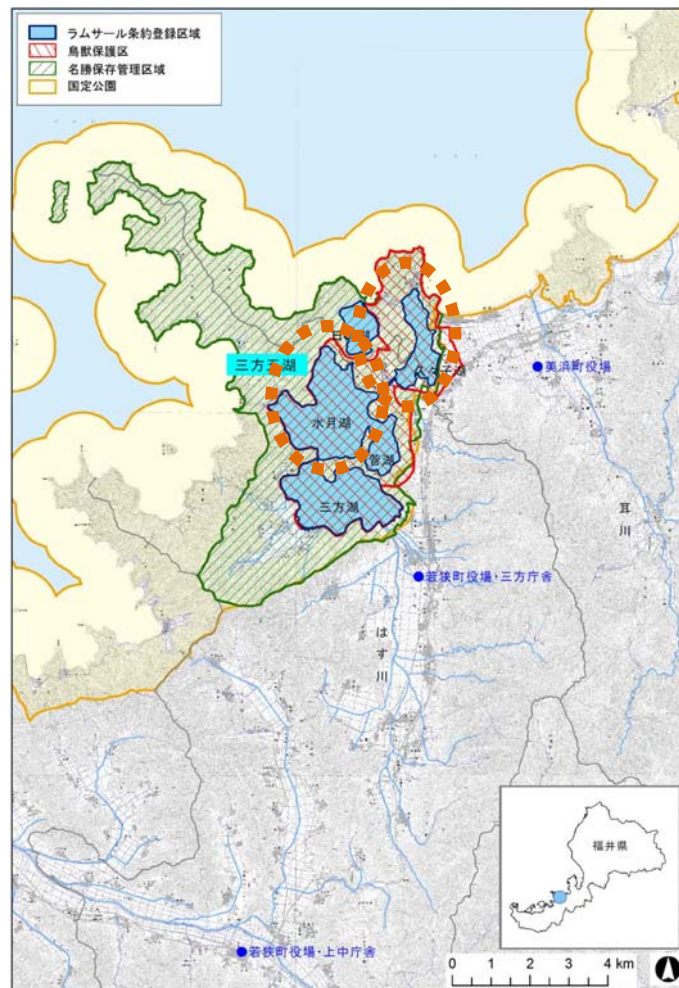 ラムサール条約登録区域
鳥獣保護区
名勝保存管理区域
国定公園
三方五湖
美浜町役場
水月湖
菅湖
三方湖
耳川
若狭町役場・三方庁舎
はす川
福井県
若狭町役場・上中庁舎
0 1 2 3 4 km